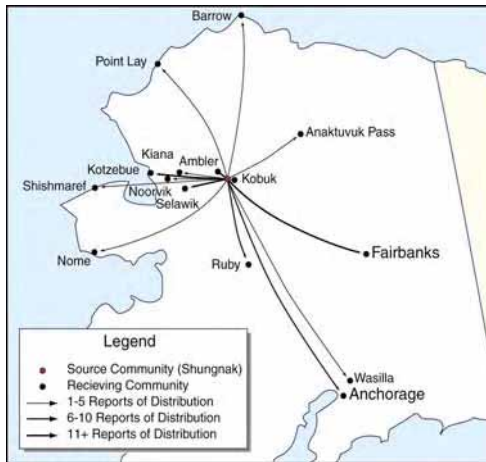 Barrow
Point Lay
Anaktuvuk Pass
Kiana
Ambler
Kotzebue
Kobuk
Shishmaref
Noorvik
Selawik
Fairbanks
Ruby
Nome
Wasilla
Anchorage
Legend
Source Community (Shungnak)
Recieving Community
1-5 Reports of Distribution
6-10 Reports of Distribution
11+ Reports of Distribution